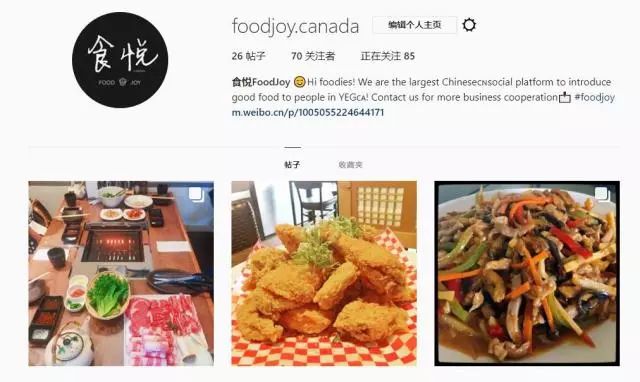 食悦
FOOD JOY
foodjoy.canada 编辑个人主页
26 帖子 70 关注者 正在关注 85
食悦FoodJoy 😊Hi foodies! We are the largest Chinese🇨🇳social platform to introduce
good food to people in YEG🇨🇦! Contact us for more business cooperation📩 #foodjoy
m.weibo.cn/p/1005055224644171
帖子 收藏夹